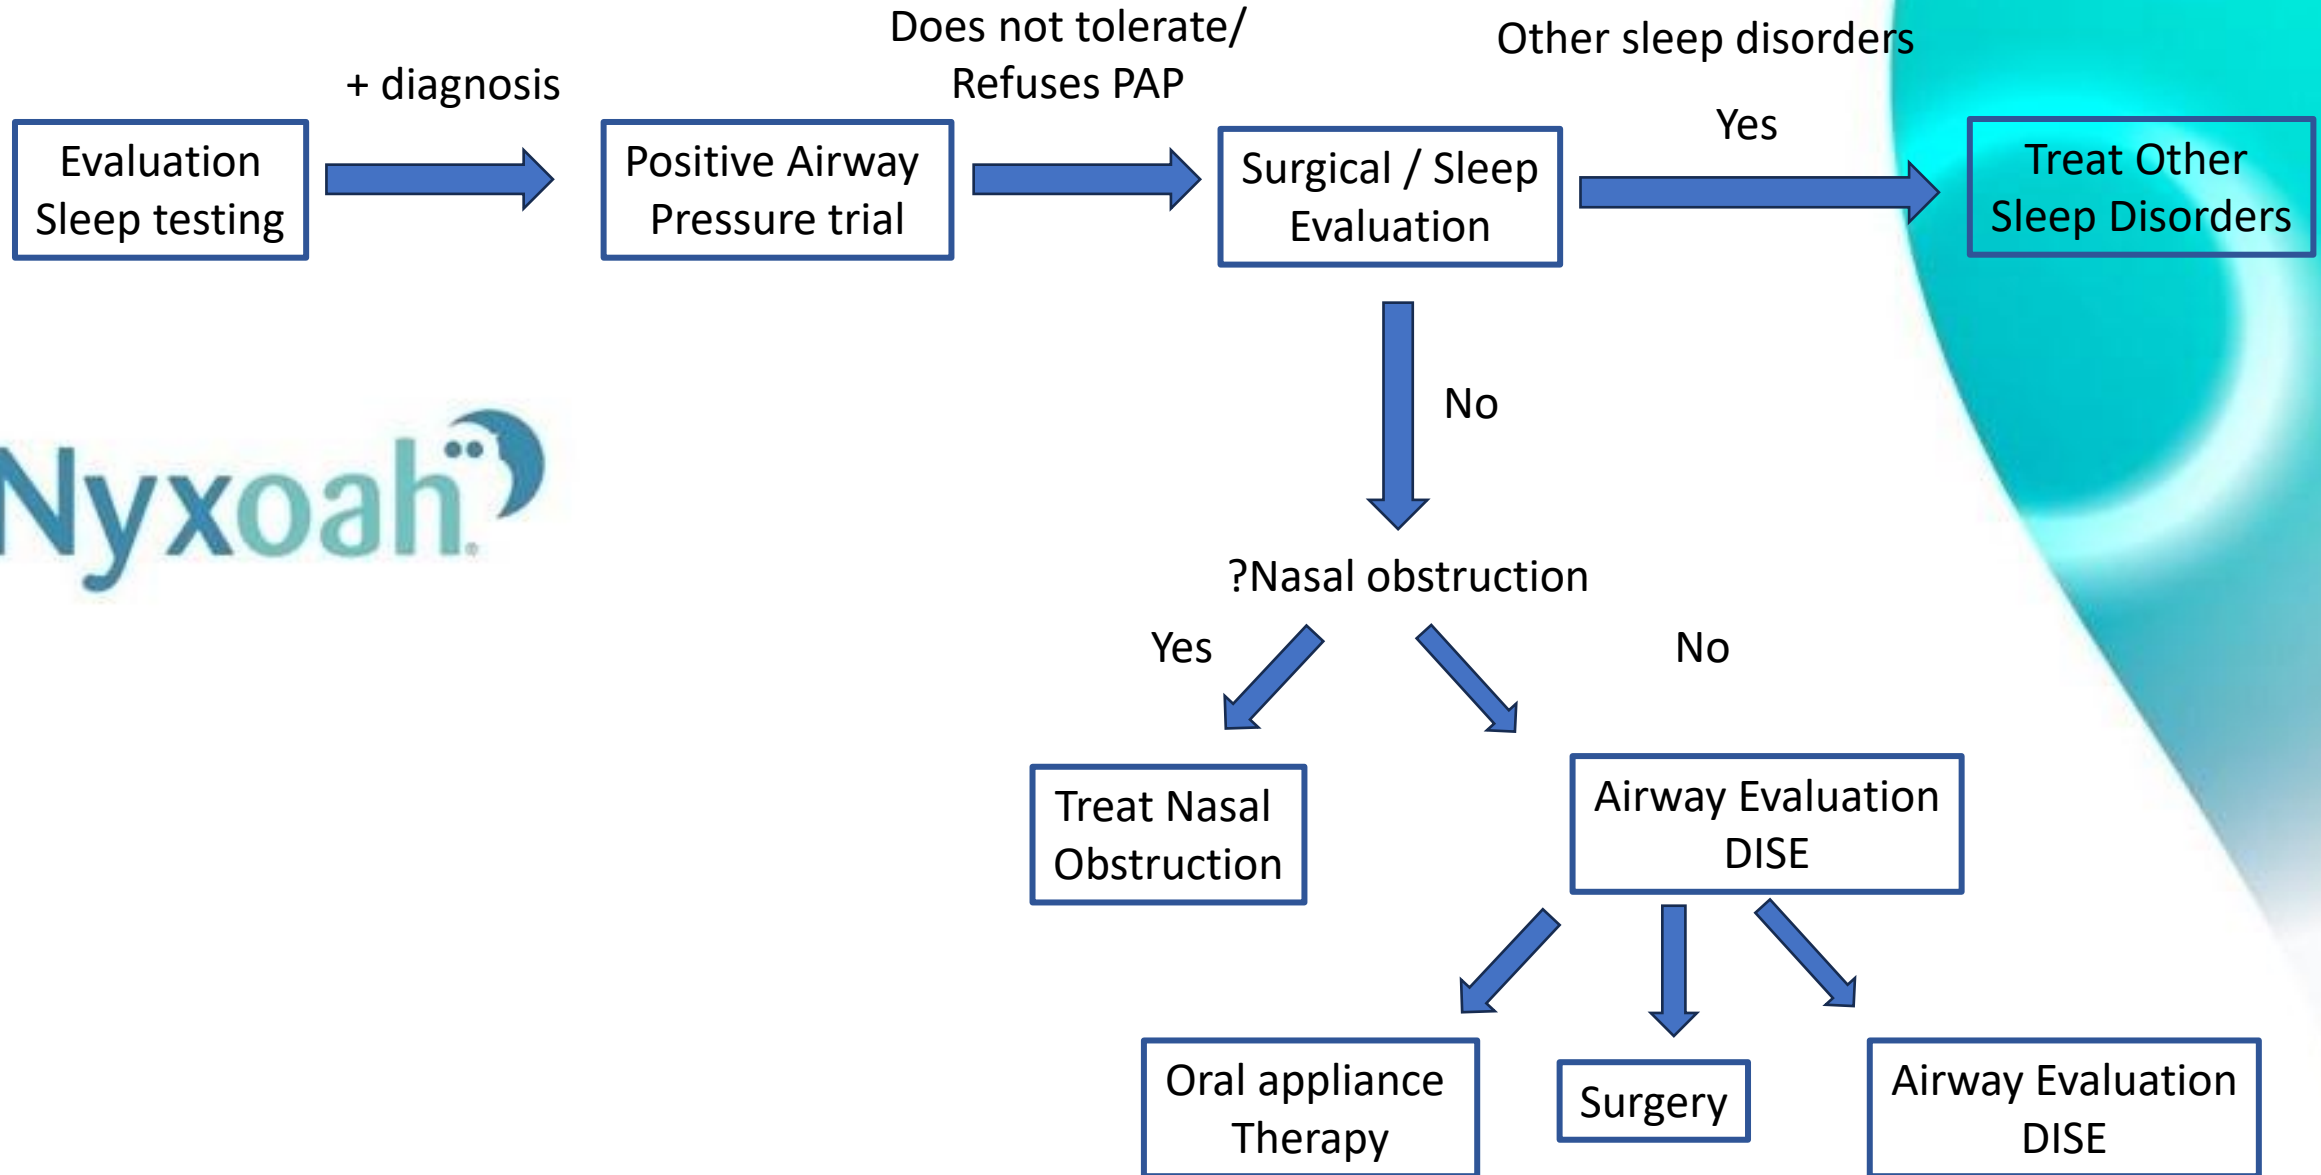 + diagnosis
Does not tolerate/
Refuses PAP
Other sleep disorders
Yes
Evaluation
Sleep testing
Positive Airway
Pressure trial
Surgical / Sleep
Evaluation
Treat Other
Sleep Disorders
No
Nyxoah®
?Nasal obstruction
Yes
No
Treat Nasal
Obstruction
Airway Evaluation
DISE
Oral appliance
Therapy
Surgery
Airway Evaluation
DISE